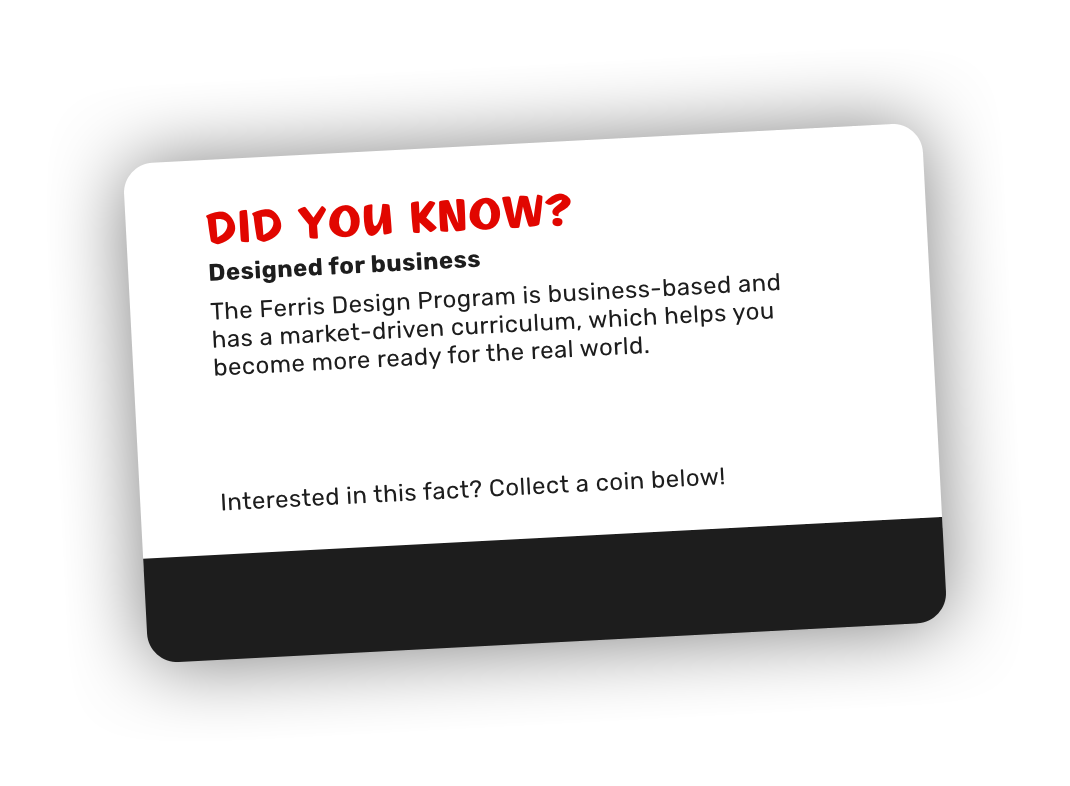 DID YOU KNOW?
Designed for business
The Ferris Design Program is business-based and
has a market-driven curriculum, which helps you
become more ready for the real world.
Interested in this fact? Collect a coin below!